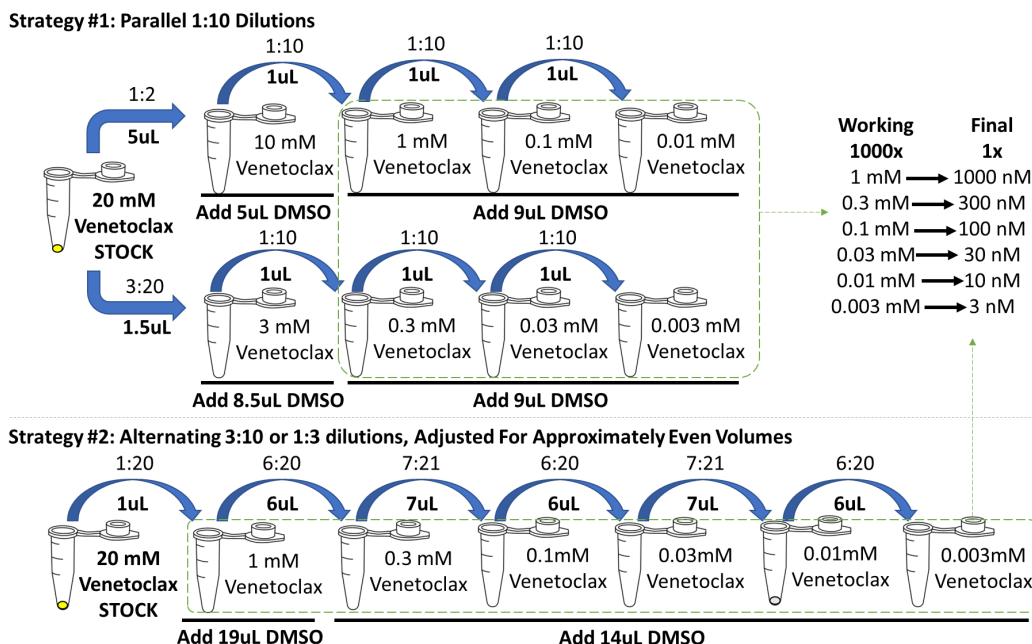 Strategy #1: Parallel 1:10 Dilutions
1:10
1:10
1:10
1uL
1uL
1uL
1:2
5uL
10 mM
Venetoclax
1 mM
Venetoclax
0.1 mM
Venetoclax
0.01 mM
Venetoclax
20 mM
Venetoclax
STOCK
Add 5uL DMSO
Add 9uL DMSO
1:10
1:10
1:10
1uL
1uL
1uL
3:20
1.5uL
3 mM
Venetoclax
0.3 mM
Venetoclax
0.03 mM
Venetoclax
0.003 mM
Venetoclax
Add 8.5uL DMSO
Add 9uL DMSO
Working
1000x
Final
1x
1 mM 1000 nM
0.3 mM 300 nM
0.1 mM 100 nM
0.03 mM 30 nM
0.01 mM 10 nM
0.003 mM 3 nM
Strategy #2: Alternating 3:10 or 1:3 dilutions, Adjusted For Approximately Even Volumes
1:20
6:20
7:21
6:20
7:21
6:20
1uL
6uL
7uL
6uL
7uL
6uL
20 mM
Venetoclax
STOCK
1 mM
Venetoclax
0.3 mM
Venetoclax
0.1mM
Venetoclax
0.03mM
Venetoclax
0.01mM
Venetoclax
0.003mM
Venetoclax
Add 19uL DMSO
Add 14uL DMSO